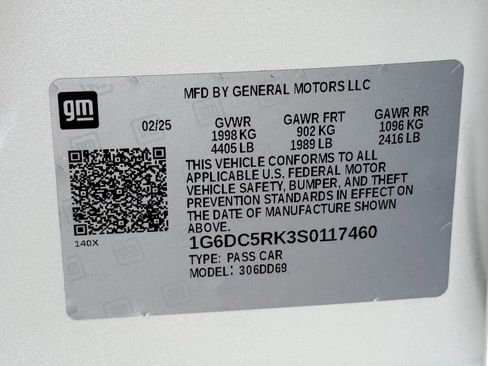 gm
MFD BY GENERAL MOTORS LLC
02/25 GVWR GAWR FRT GAWR RR
1998 KG 902 KG 1096 KG
4405 LB 1989 LB 2416 LB
THIS VEHICLE CONFORMS TO ALL
APPLICABLE U.S. FEDERAL MOTOR
VEHICLE SAFETY, BUMPER, AND THEFT
PREVENTION STANDARDS IN EFFECT ON
THE DATE OF MANUFACTURE SHOWN
ABOVE.
140X
1G6DC5RK3S0117460
TYPE: PASS CAR
MODEL: 306DD69